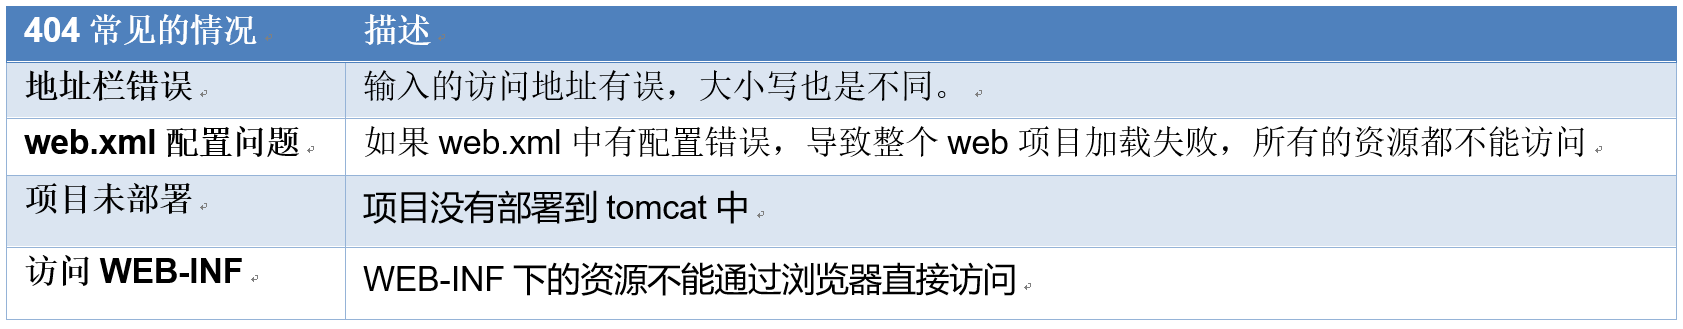 404 常见的情况 描述
地址栏错误 输入的访问地址有误，大小写也是不同。
web.xml 配置问题 如果 web.xml 中有配置错误，导致整个 web 项目加载失败，所有的资源都不能访问
项目未部署 项目没有部署到 tomcat 中
访问 WEB-INF WEB-INF 下的资源不能通过浏览器直接访问